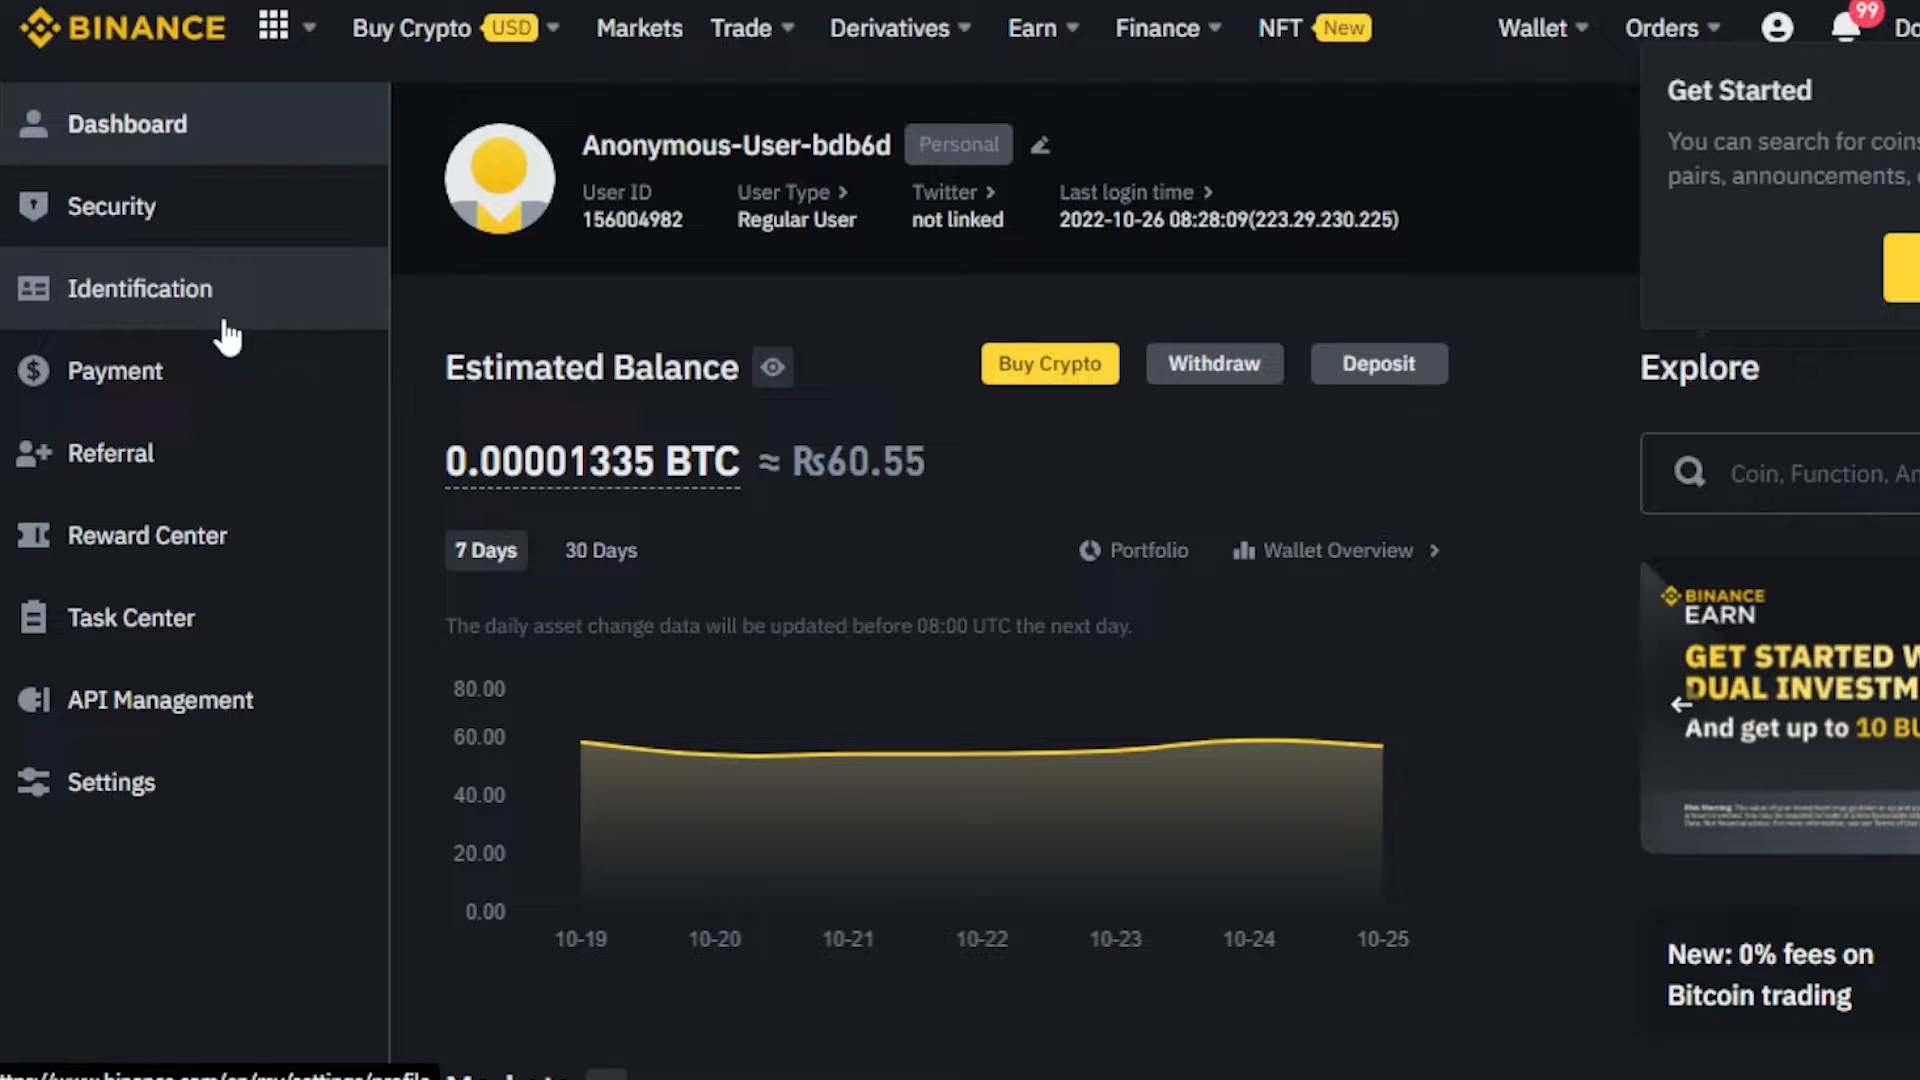 BINANCE
Buy Crypto USD
Markets
Trade
Derivatives
Earn
Finance
NFT New
Wallet
Orders
99
Do
Dashboard
Security
Identification
Payment
Referral
Reward Center
Task Center
API Management
Settings
Anonymous-User-bdb6d Personal
User ID
156004982
User Type
Regular User
Twitter
not linked
Last login time
2022-10-26 08:28:09(223.29.230.225)
Get Started
You can search for coins
pairs, announcements,
Estimated Balance
Buy Crypto
Withdraw
Deposit
0.00001335 BTC ≈ ₨60.55
7 Days
30 Days
Portfolio
Wallet Overview
The daily asset change data will be updated before 08:00 UTC the next day.
80.00
60.00
40.00
20.00
0.00
10-19
10-20
10-21
10-22
10-23
10-24
10-25
Explore
Coin, Function, An
BINANCE
EARN
GET STARTED W
DUAL INVESTM
And get up to 10 BU
New: 0% fees on
Bitcoin trading